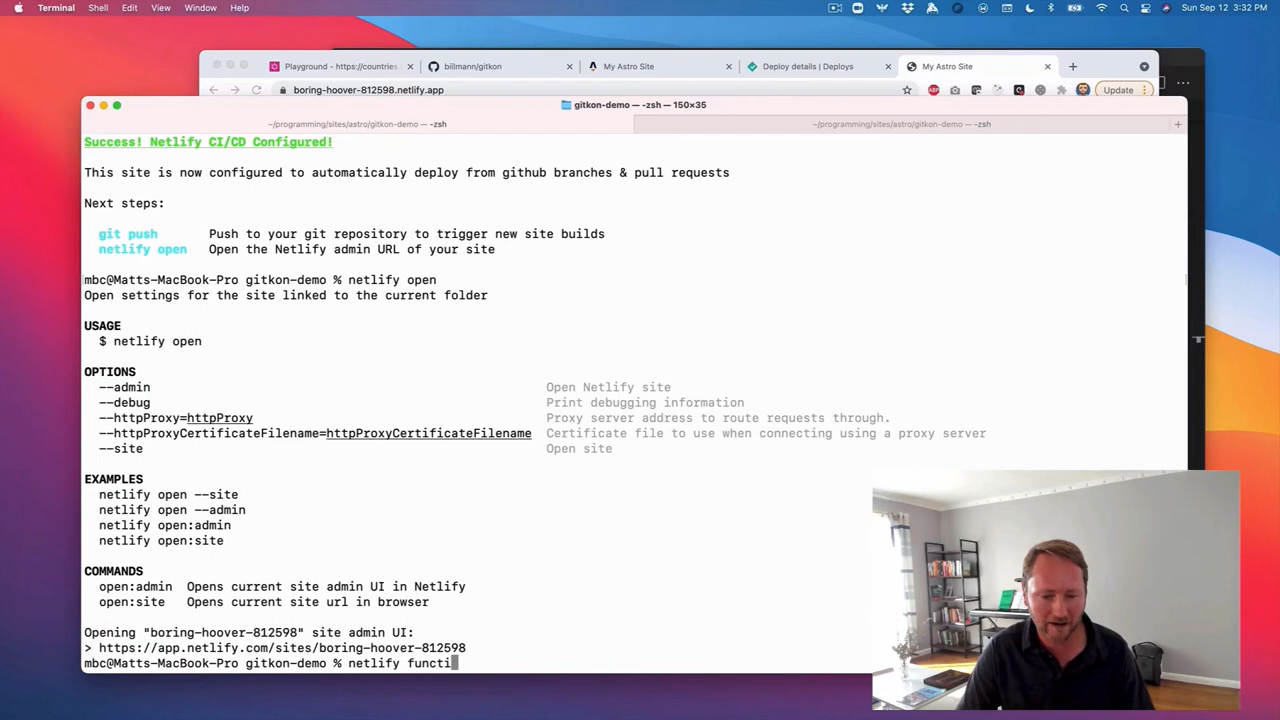 Terminal Shell Edit View Window Help Sun Sep 12 3:32 PM
Playground - https://countries biilmann/gitkon My Astro Site Deploy details | Deploys My Astro Site
boring-hoover-812598.netlify.app ABP Update
gitkon-demo — -zsh — 150×35
~/programming/sites/astro/gitkon-demo — -zsh ~/programming/sites/astro/gitkon-demo — -zsh
Success! Netlify CI/CD Configured!
This site is now configured to automatically deploy from github branches & pull requests
Next steps:
git push Push to your git repository to trigger new site builds
netlify open Open the Netlify admin URL of your site
mbc@Matts-MacBook-Pro gitkon-demo % netlify open
Open settings for the site linked to the current folder
USAGE
$ netlify open
OPTIONS
--admin Open Netlify site
--debug Print debugging information
--httpProxy=httpProxy Proxy server address to route requests through.
--httpProxyCertificateFilename=httpProxyCertificateFilename Certificate file to use when connecting using a proxy server
--site Open site
EXAMPLES
netlify open --site
netlify open --admin
netlify open:admin
netlify open:site
COMMANDS
open:admin Opens current site admin UI in Netlify
open:site Opens current site url in browser
Opening "boring-hoover-812598" site admin UI:
> https://app.netlify.com/sites/boring-hoover-812598
mbc@Matts-MacBook-Pro gitkon-demo % netlify functi